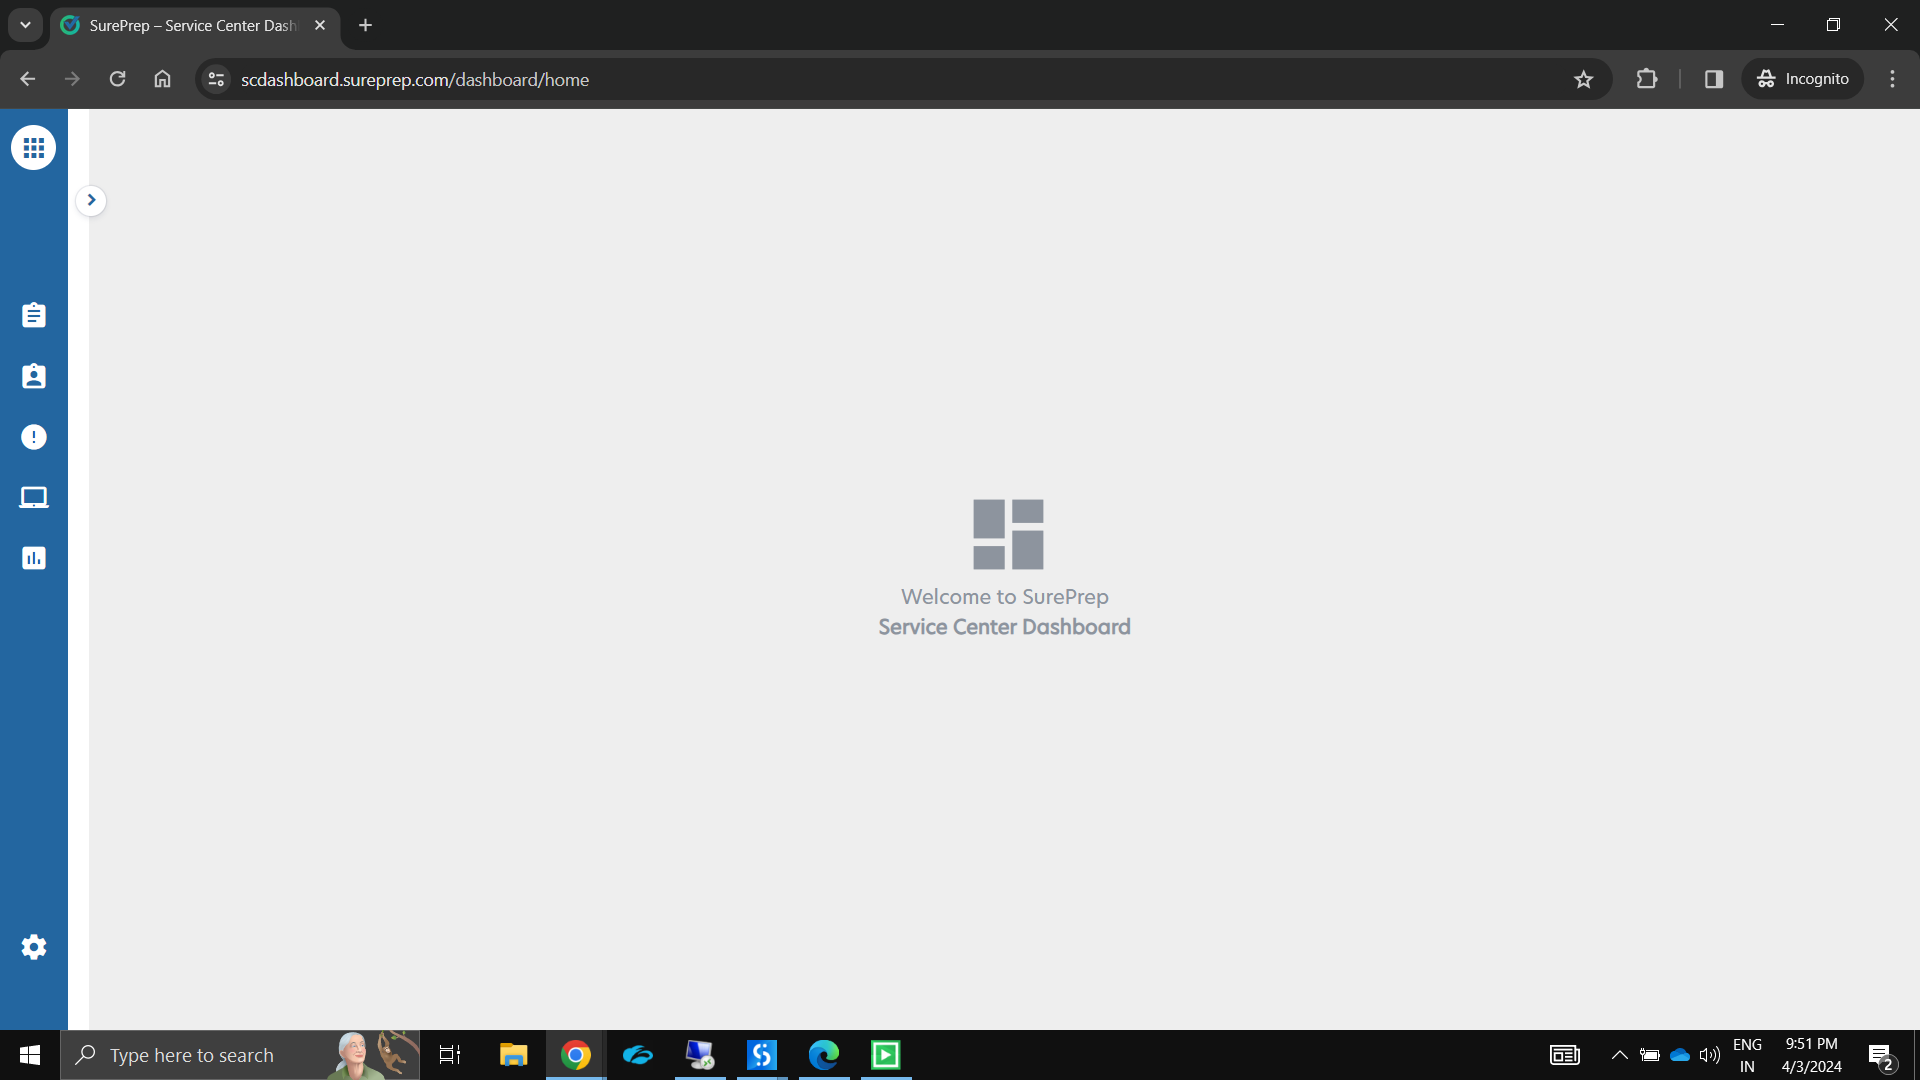 SurePrep – Service Center Dash
scdashboard.sureprep.com/dashboard/home
Incognito
Welcome to SurePrep
Service Center Dashboard
Type here to search
ENG
IN
9:51 PM
4/3/2024
2